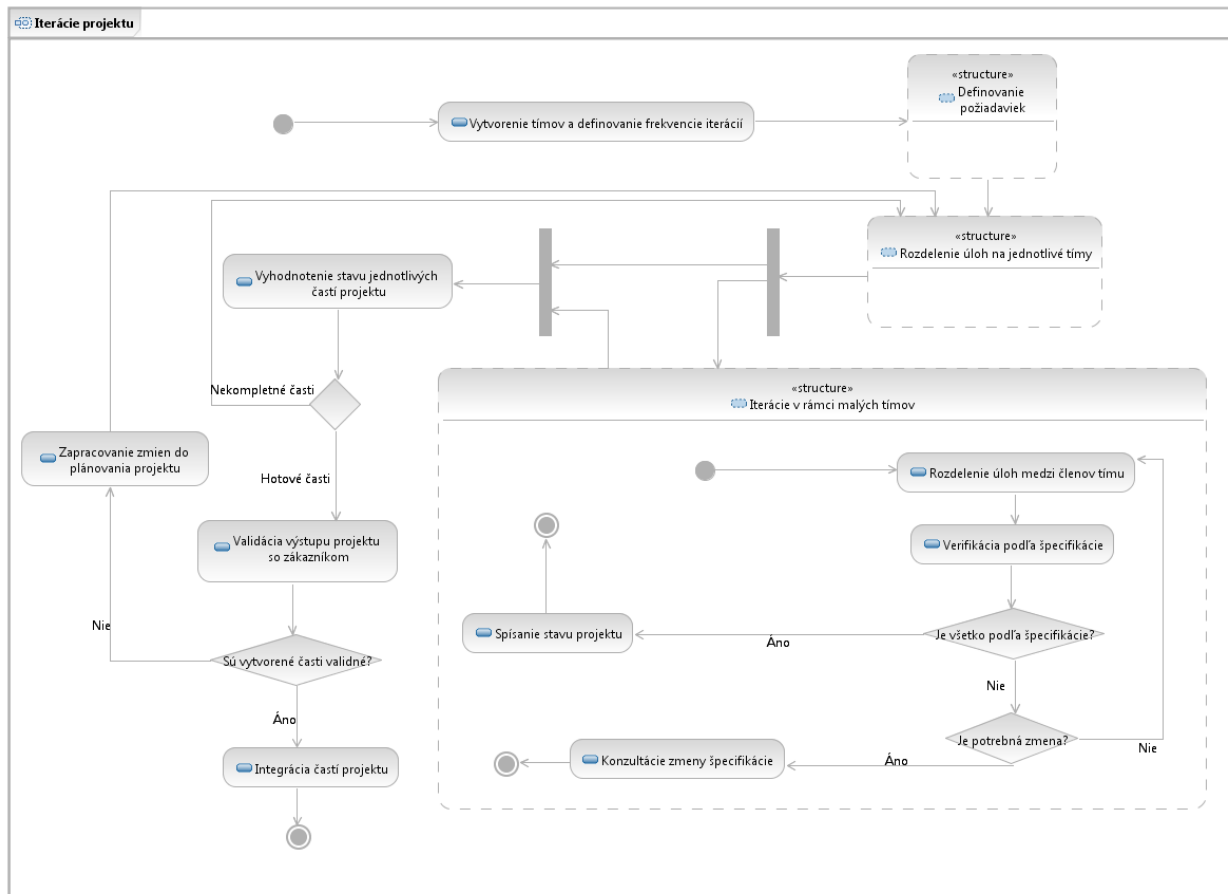 Iterácie projektu
«structure»
Definovanie
požiadaviek
Vytvorenie tímov a definovanie frekvencie iterácií
«structure»
Rozdelenie úloh na jednotlivé tímy
Vyhodnotenie stavu jednotlivých
častí projektu
Nekompletné časti
«structure»
Iterácie v rámci malých tímov
Zapracovanie zmien do
plánovania projektu
Hotové časti
Rozdelenie úloh medzi členov tímu
Validácia výstupu projektu
so zákazníkom
Verifikácia podľa špecifikácie
Nie
Spísanie stavu projektu
Áno
Je všetko podľa špecifikácie?
Sú vytvorené časti validné?
Nie
Áno
Je potrebná zmena?
Nie
Integrácia častí projektu
Konzultácie zmeny špecifikácie
Áno